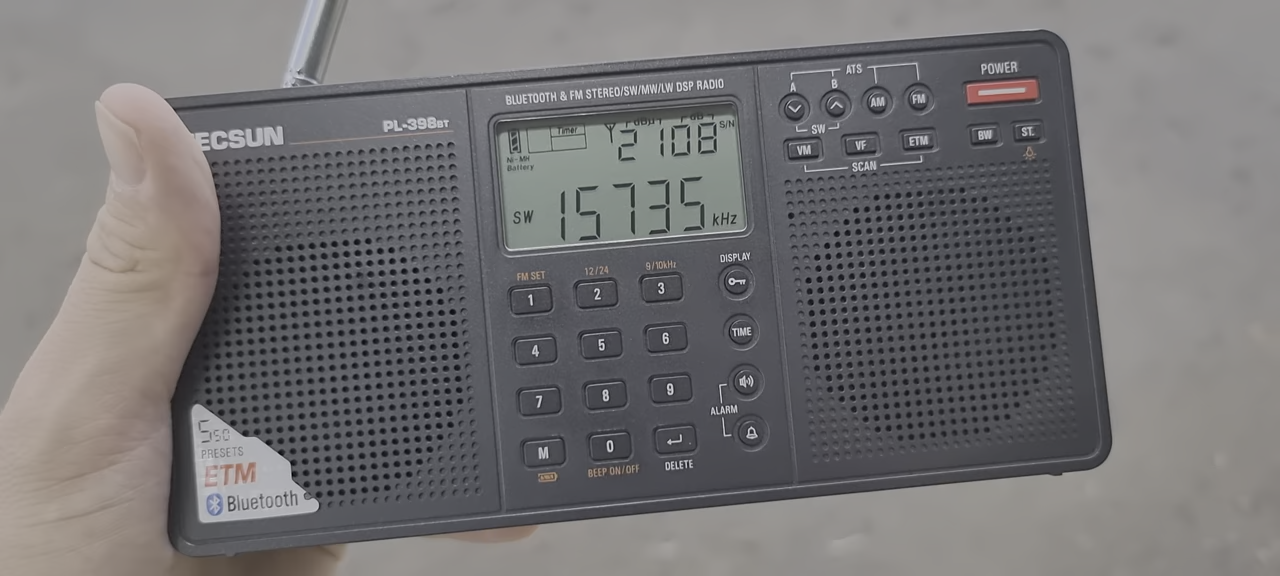 ECSUN
PL-398BT
BLUETOOTH & FM STEREO/SW/MW/LW DSP RADIO
Timer
dBμ
dB
S/N
2108
Ni-MH
Battery
SW
15735
kHz
ATS
A
B
AM
FM
SW
POWER
VM
VF
ETM
SCAN
BW
ST.
FM SET
12/24
9/10kHz
DISPLAY
1
2
3
4
5
6
TIME
7
8
9
ALARM
M
0
BEEP ON/OFF
DELETE
550
PRESETS
ETM
Bluetooth